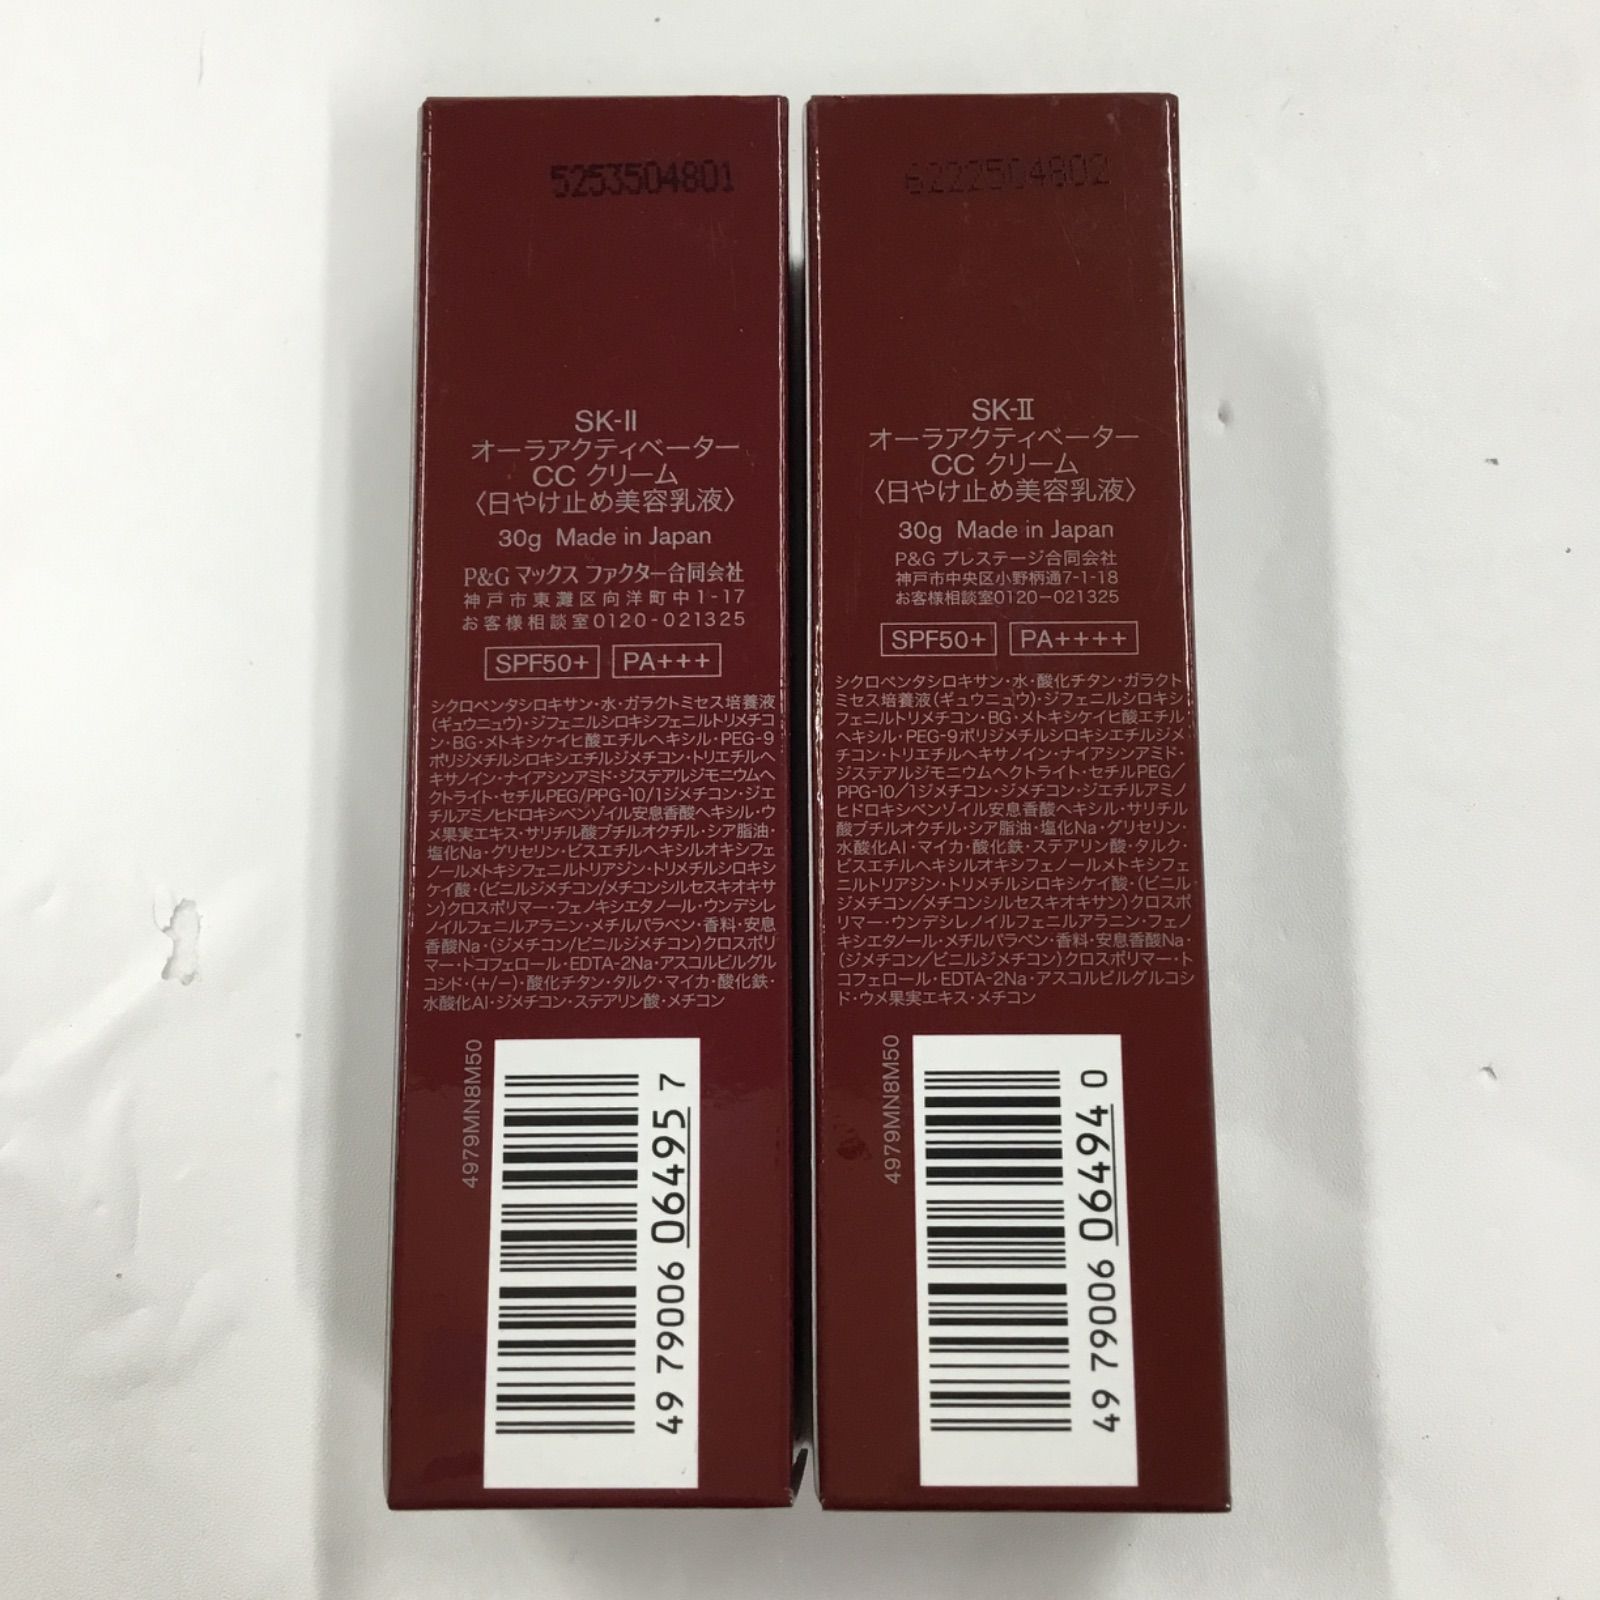 5253504801
SK-II
オーラアクティベーター
CC クリーム
〈日やけ止め美容乳液〉
30g Made in Japan
P&G マックス ファクター合同会社
神戸市東灘区向洋町中1-17
お客様相談室0120-021325
SPF50+ PA+++
シクロペンタシロキサン・水・ガラクトミセス培養液
(ギュウニュウ)・ジフェニルシロキシフェニルトリメチコ
ン・BG・メトキシケイヒ酸エチルヘキシル・PEG-9
ポリジメチルシロキシエチルジメチコン・トリエチルヘ
キサノイン・ナイアシンアミド・ジステアルジモニウムヘ
クトライト・セチルPEG/PPG-10/1ジメチコン・ジエ
チルアミノヒドロキシベンゾイル安息香酸ヘキシル・ウ
メ果実エキス・サリチル酸ブチルオクチル・シア脂油・
塩化Na・グリセリン・ビスエチルヘキシルオキシフェ
ノールメトキシフェニルトリアジン・トリメチルシロキシ
ケイ酸・(ビニルジメチコン/メチコンシルセスキオキサ
ン)クロスポリマー・フェノキシエタノール・ウンデシレ
ノイルフェニルアラニン・メチルパラベン・香料・安息
香酸Na・(ジメチコン/ビニルジメチコン)クロスポリ
マー・トコフェロール・EDTA-2Na・アスコルビルグル
コシド・(+/-)・酸化チタン・タルク・マイカ・酸化鉄・
水酸化Al・ジメチコン・ステアリン酸・メチコン
4979MN8M50
4979006 064957
6222504802
SK-Ⅱ
オーラアクティベーター
CC クリーム
〈日やけ止め美容乳液〉
30g Made in Japan
P&G プレステージ合同会社
神戸市中央区小野柄通7-1-18
お客様相談室0120-021325
SPF50+ PA++++
シクロペンタシロキサン・水・酸化チタン・ガラクト
ミセス培養液(ギュウニュウ)・ジフェニルシロキシ
フェニルトリメチコン・BG・メトキシケイヒ酸エチル
ヘキシル・PEG-9ポリジメチルシロキシエチルジメ
チコン・トリエチルヘキサノイン・ナイアシンアミド・
ジステアルジモニウムヘクトライト・セチルPEG/
PPG-10/1ジメチコン・ジメチコン・ジエチルアミノ
ヒドロキシベンゾイル安息香酸ヘキシル・サリチル
酸ブチルオクチル・シア脂油・塩化Na・グリセリン・
水酸化Al・マイカ・酸化鉄・ステアリン酸・タルク・
ビスエチルヘキシルオキシフェノールメトキシフェ
ニルトリアジン・トリメチルシロキシケイ酸・(ビニル
ジメチコン/メチコンシルセスキオキサン)クロスポ
リマー・ウンデシレノイルフェニルアラニン・フェノ
キシエタノール・メチルパラベン・香料・安息香酸Na・
(ジメチコン/ビニルジメチコン)クロスポリマー・ト
コフェロール・EDTA-2Na・アスコルビルグルコシ
ド・ウメ果実エキス・メチコン
4979MN8M50
4979006 064940